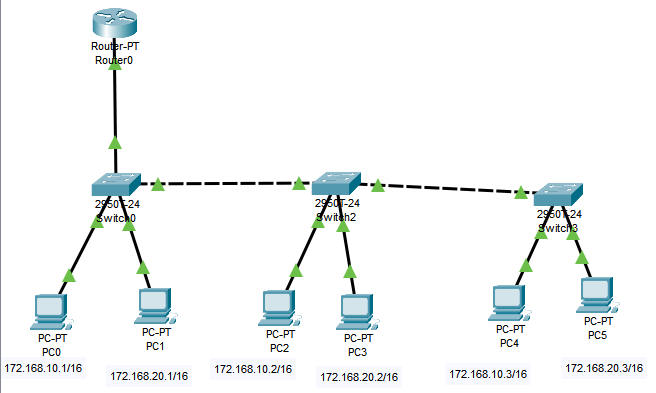 Router-PT
Router0
2950T-24
Switch0
2950T-24
Switch2
2950T-24
Switch3
PC-PT
PC0
PC-PT
PC1
PC-PT
PC2
PC-PT
PC3
PC-PT
PC4
PC-PT
PC5
172.168.10.1/16
172.168.20.1/16
172.168.10.2/16
172.168.20.2/16
172.168.10.3/16
172.168.20.3/16